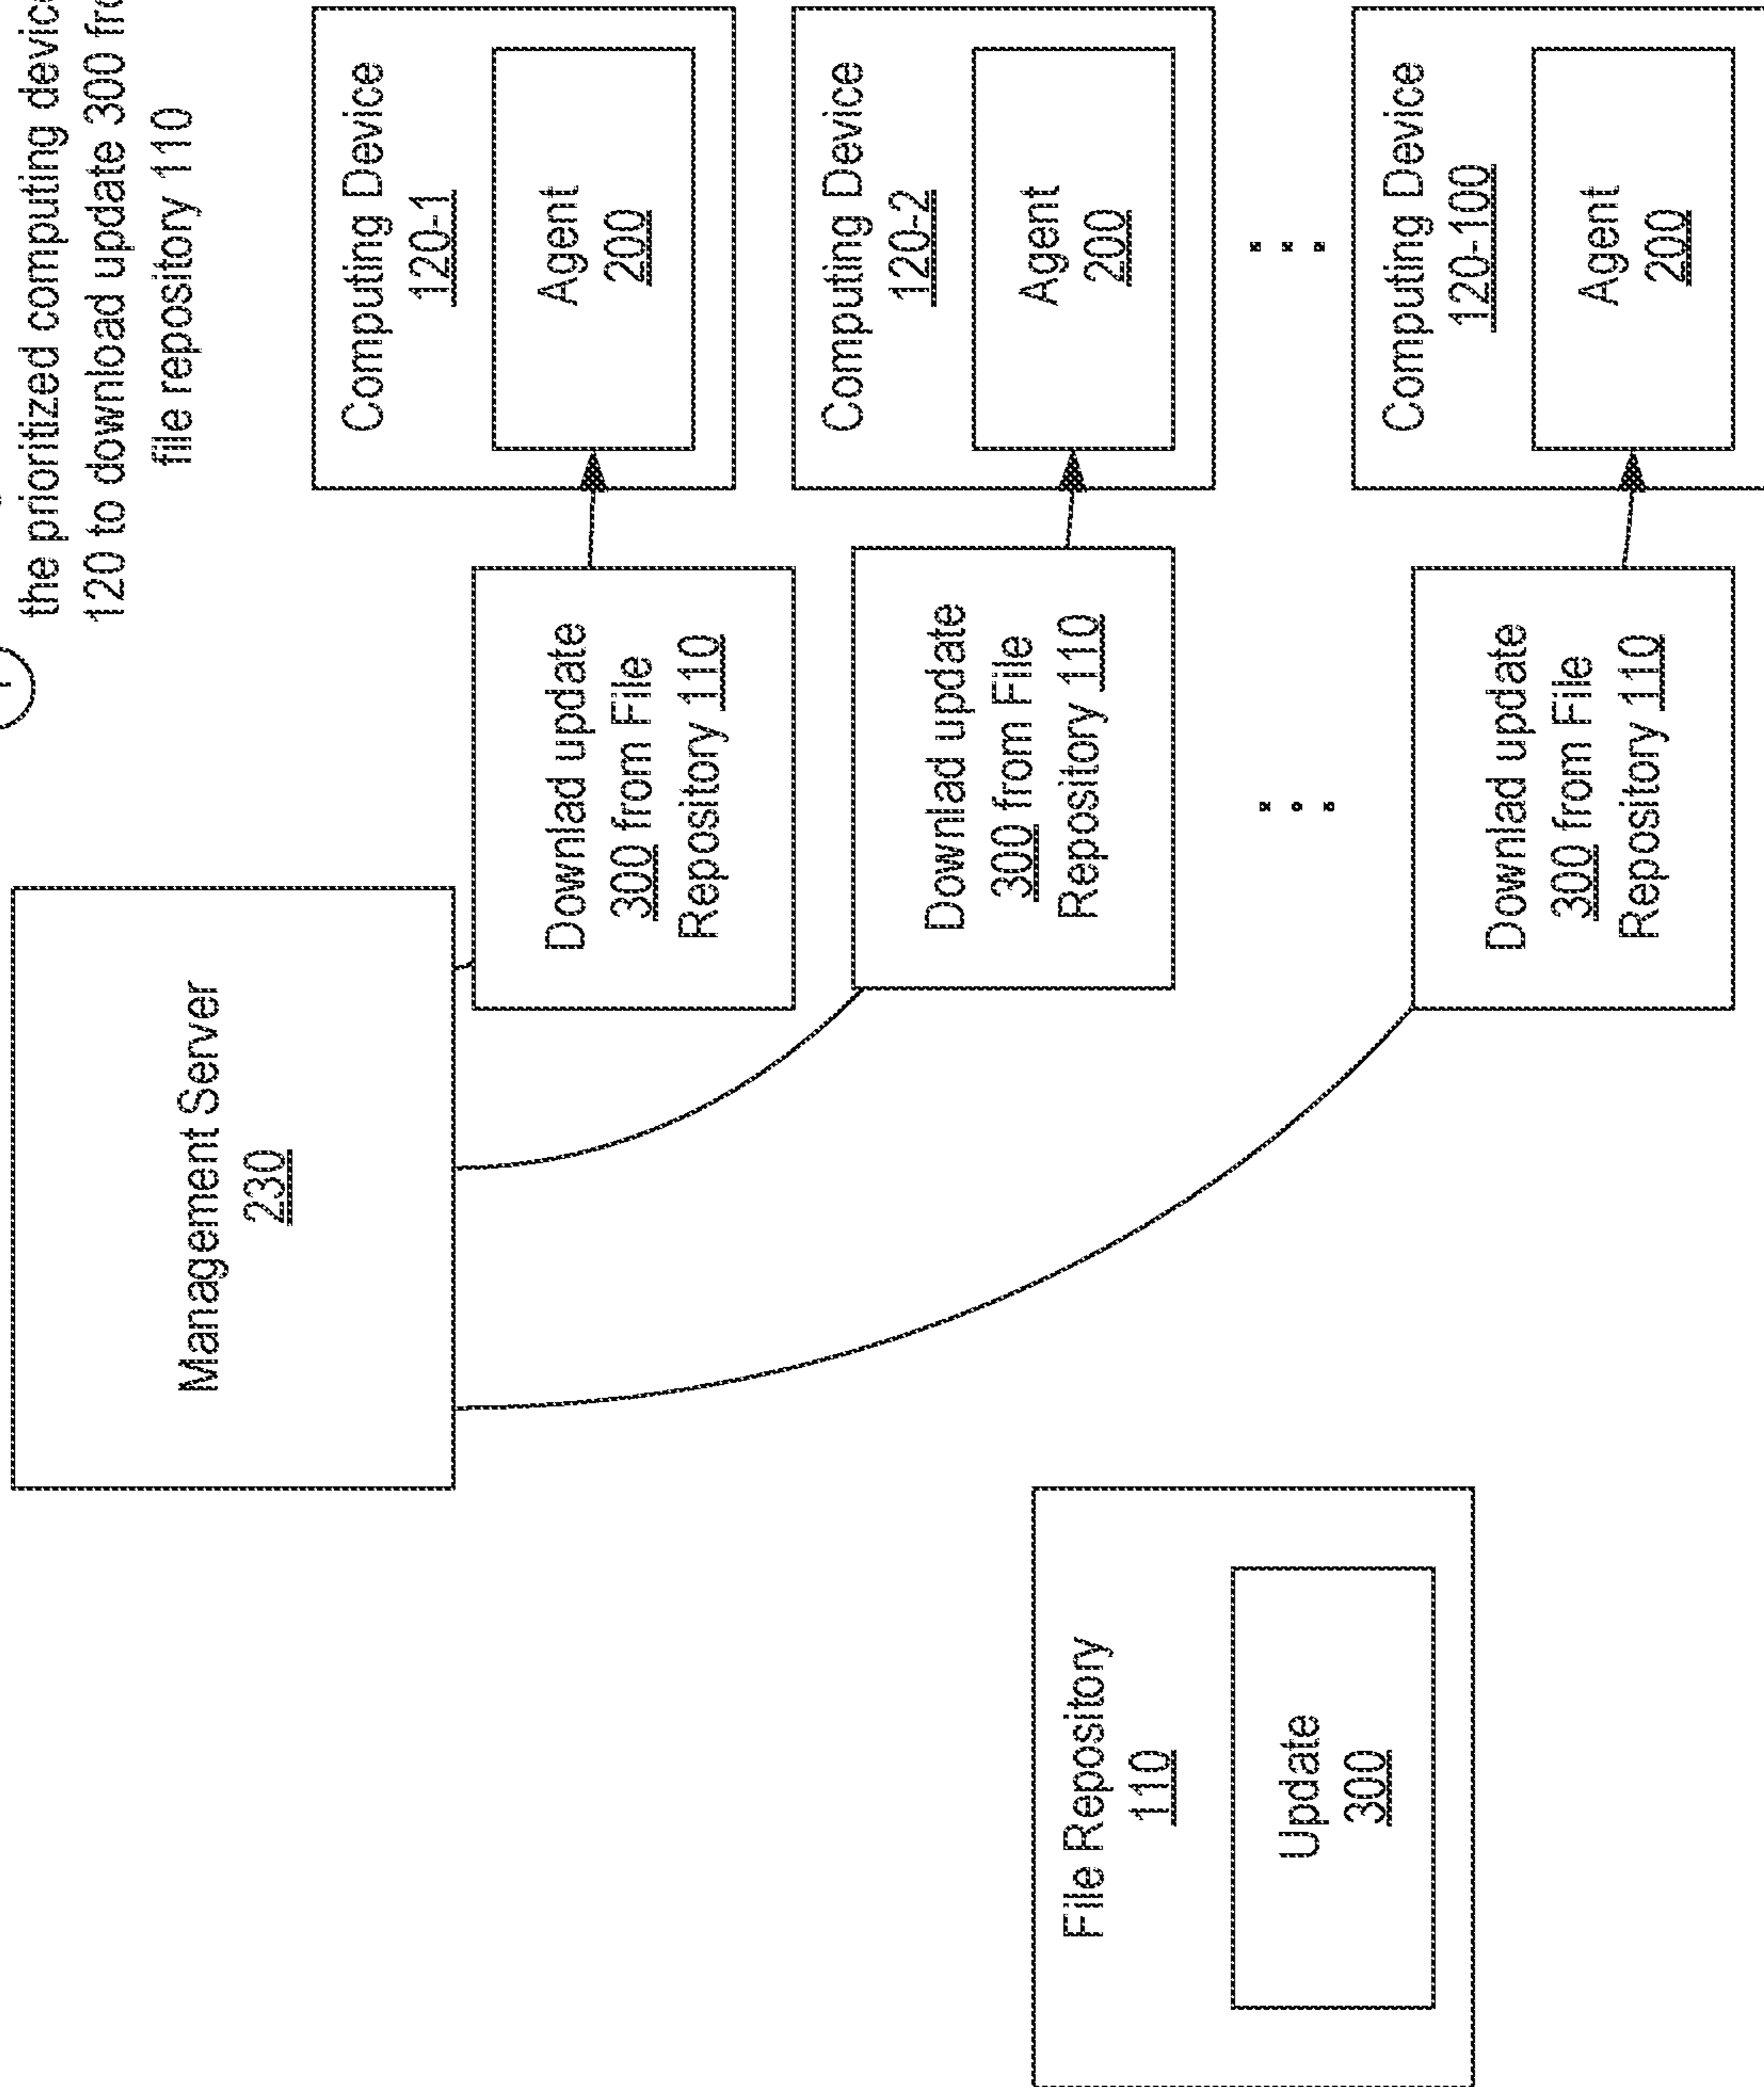 the prioritized computing device
120 to download update 300 fro
file repository 110
Management Server
230
Computing Device
120-1
Agent
200
Downlad update
300 from File
Repository 110
Computing Device
120-2
Agent
200
Downlad update
300 from File
Repository 110
File Repository
110
Update
300
Computing Device
120-100
Agent
200
Downlad update
300 from File
Repository 110